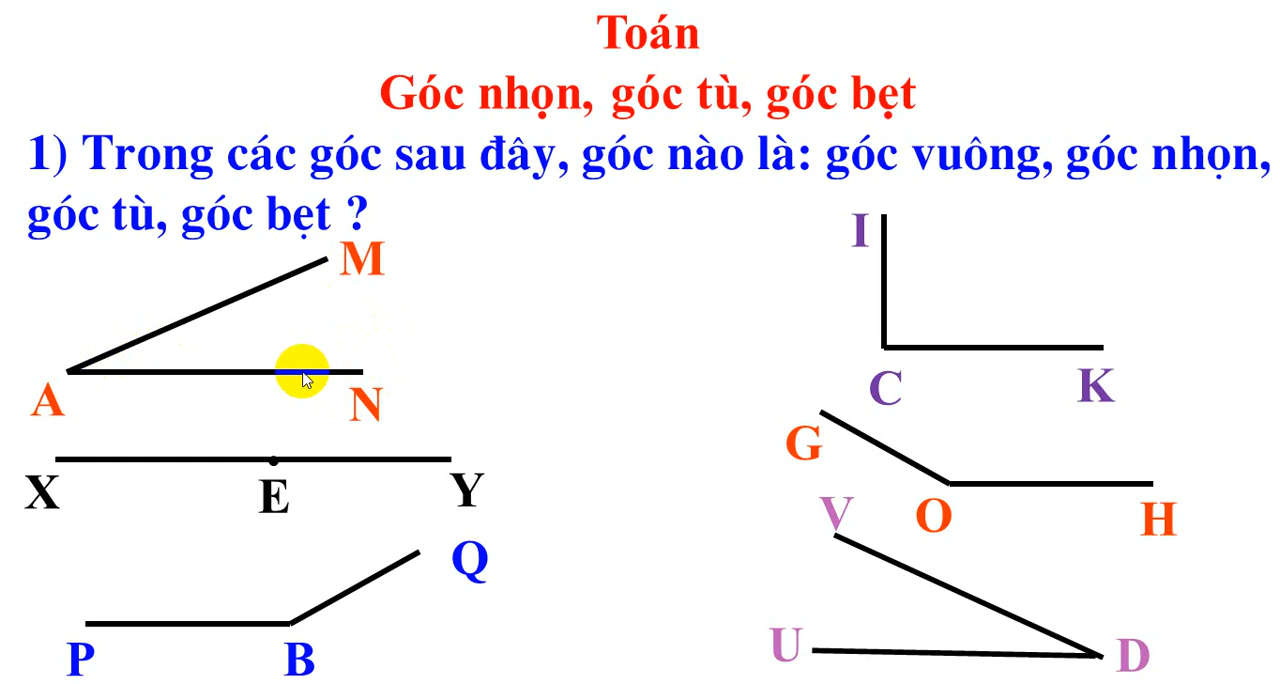 Toán
Góc nhọn, góc tù, góc bẹt
1) Trong các góc sau đây, góc nào là: góc vuông, góc nhọn,
góc tù, góc bẹt ?
M
A
N
X
E
Y
Q
P
B
I
C
K
G
O
H
V
U
D